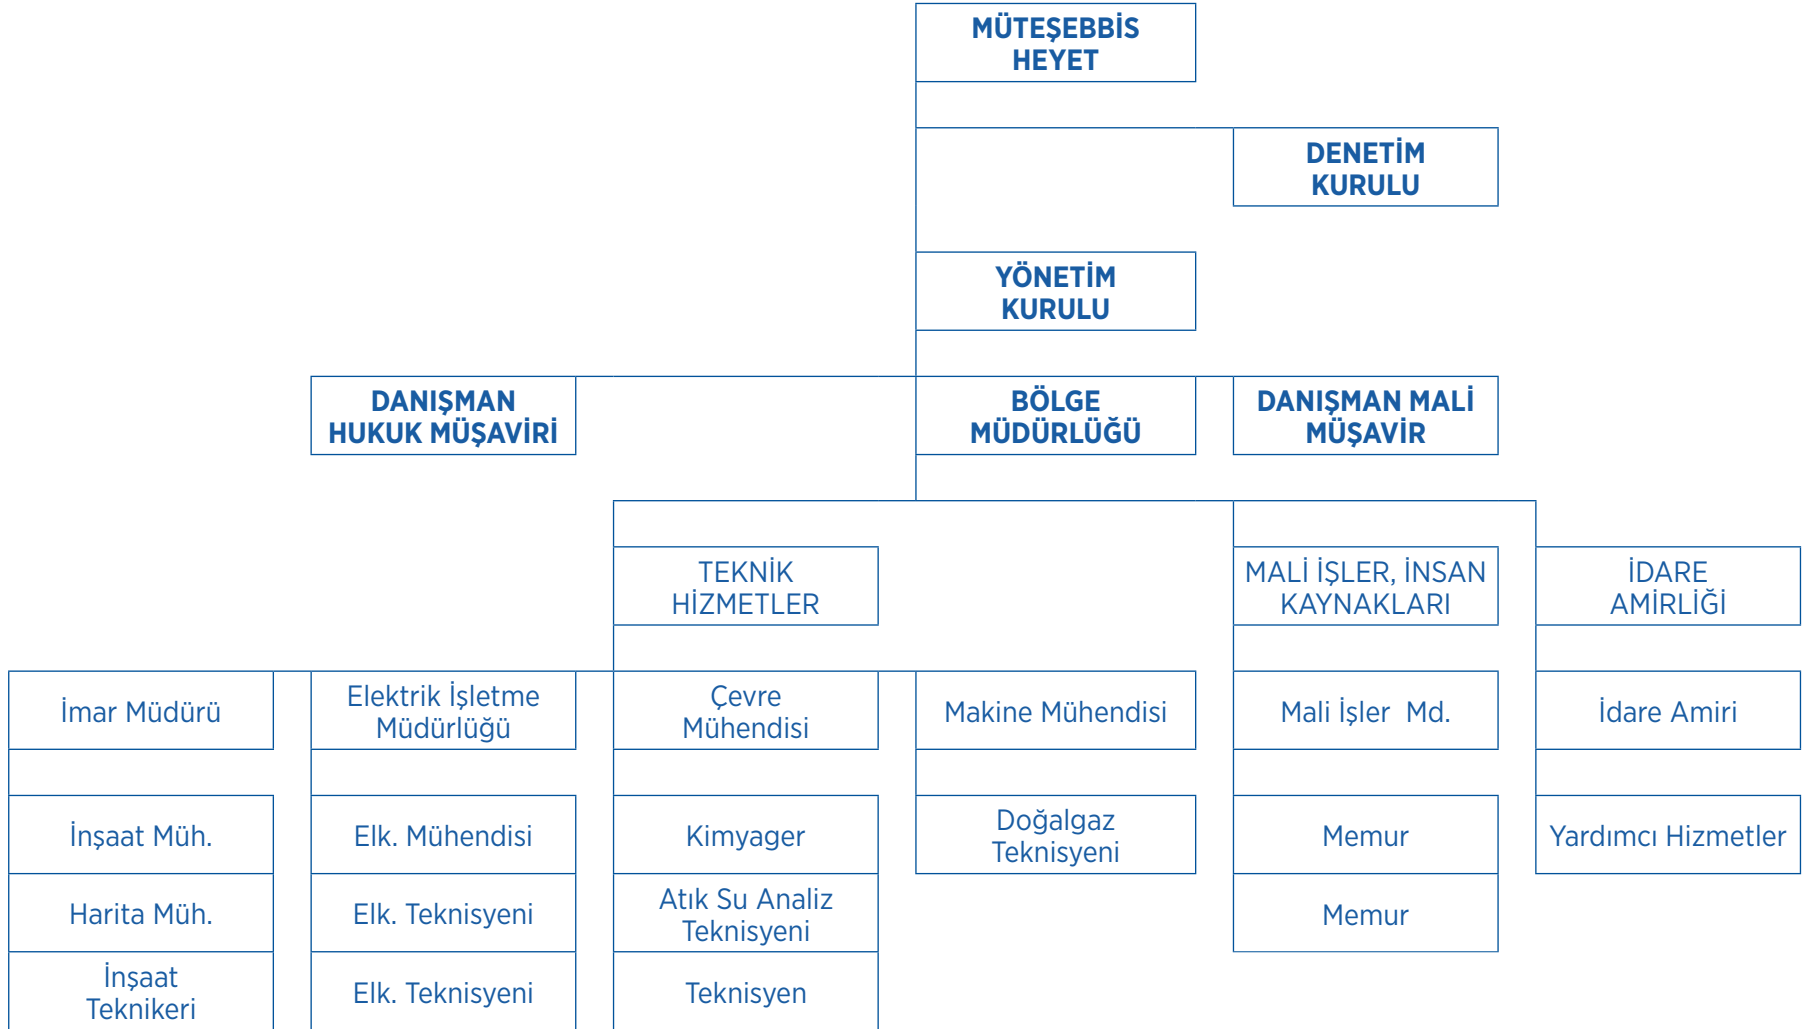 MÜTEŞEBBİS
HEYET
DENETİM
KURULU
YÖNETİM
KURULU
DANIŞMAN
HUKUK MÜŞAVİRİ
BÖLGE
MÜDÜRLÜĞÜ
DANIŞMAN MALİ
MÜŞAVİR
TEKNİK
HİZMETLER
MALİ İŞLER, İNSAN
KAYNAKLARI
İDARE
AMİRLİĞİ
İmar Müdürü
Elektrik İşletme
Müdürlüğü
Çevre
Mühendisi
Makine Mühendisi
Mali İşler  Md.
İdare Amiri
İnşaat Müh.
Elk. Mühendisi
Kimyager
Doğalgaz
Teknisyeni
Memur
Yardımcı Hizmetler
Harita Müh.
Elk. Teknisyeni
Atık Su Analiz
Teknisyeni
Memur
İnşaat
Teknikeri
Elk. Teknisyeni
Teknisyen